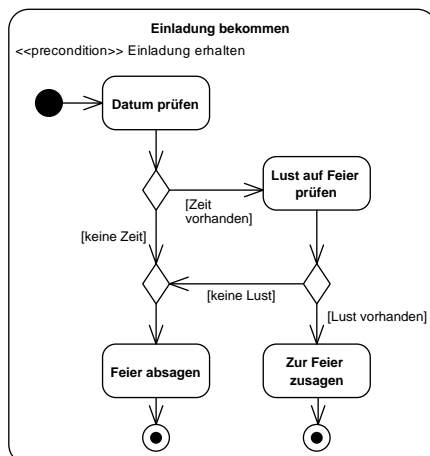 Einladung bekommen
<<precondition>> Einladung erhalten
Datum prüfen
Lust auf Feier
prüfen
[Zeit
vorhanden]
[keine Zeit]
[keine Lust]
[Lust vorhanden]
Feier absagen
Zur Feier
zusagen